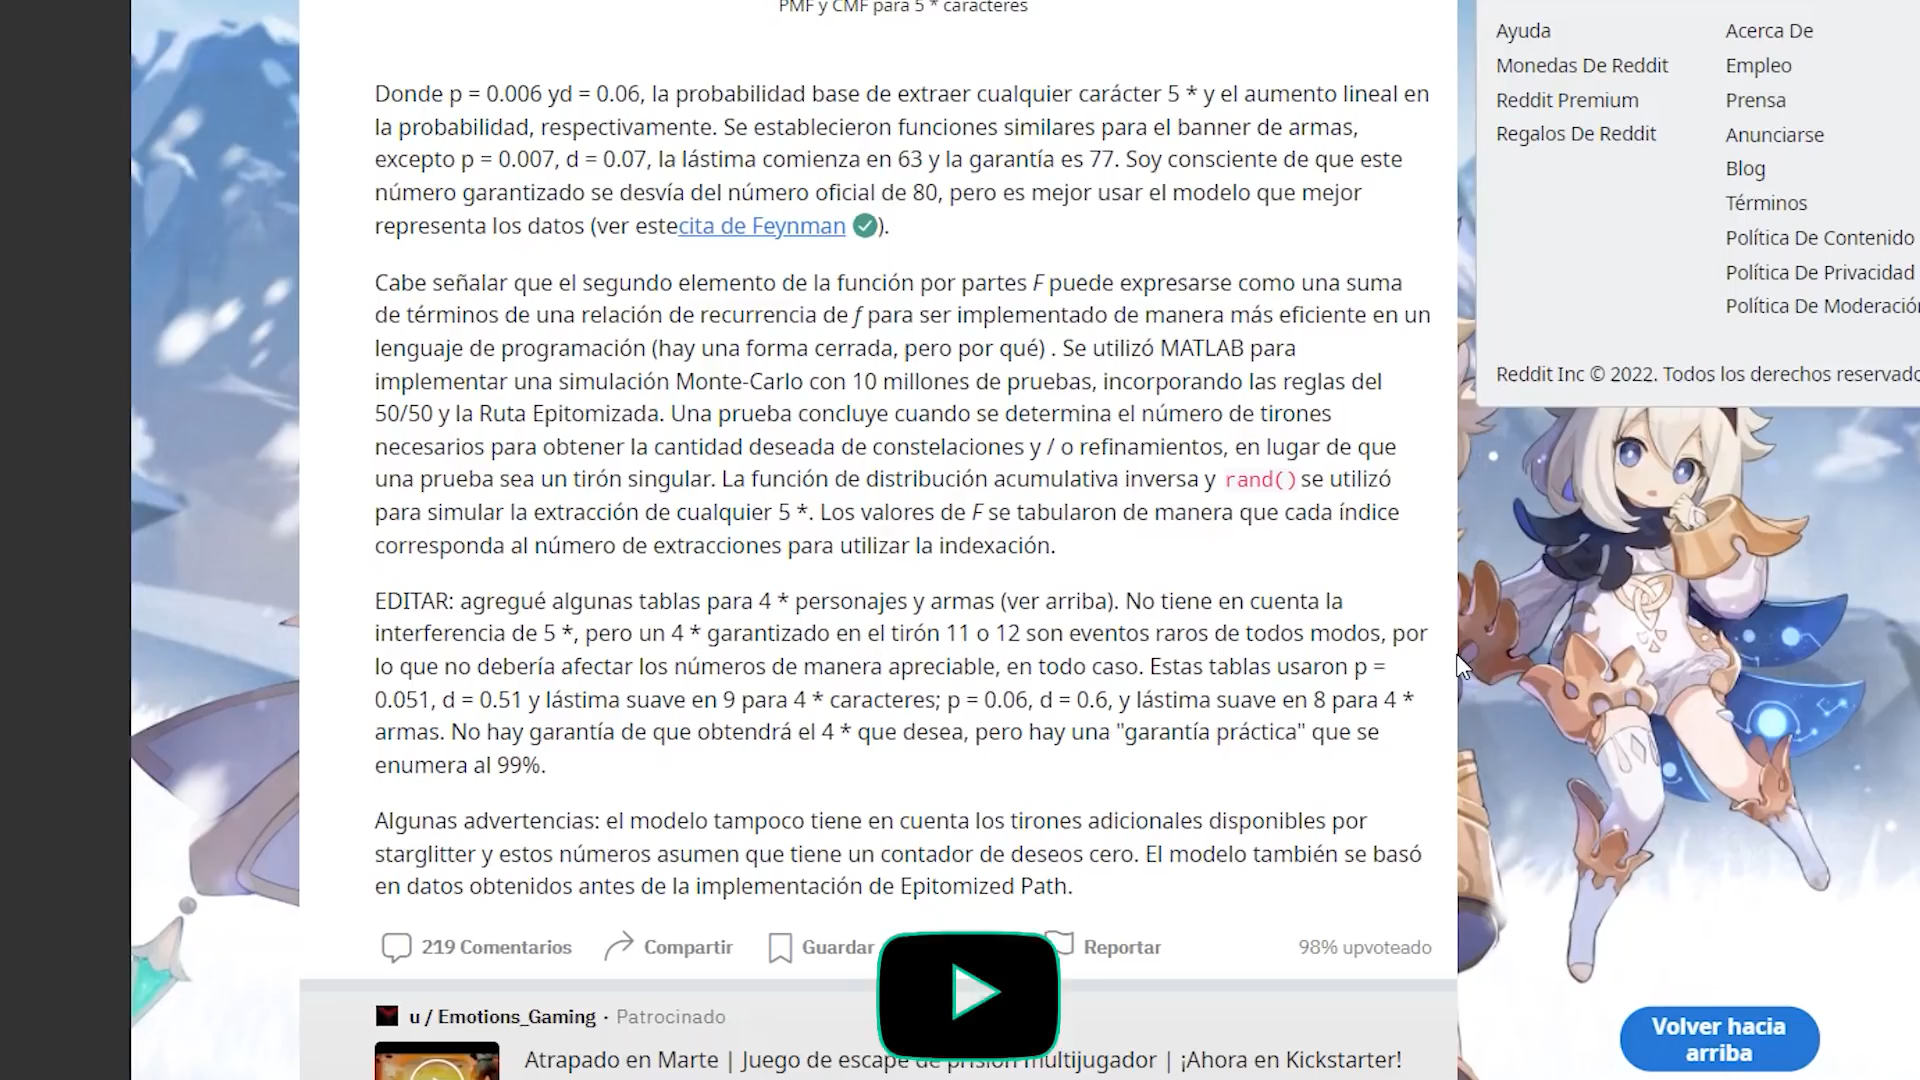 PMF y CMF para 5 * caracteres
Donde p = 0.006 yd = 0.06, la probabilidad base de extraer cualquier carácter 5 * y el aumento lineal en
la probabilidad, respectivamente. Se establecieron funciones similares para el banner de armas,
excepto p = 0.007, d = 0.07, la lástima comienza en 63 y la garantía es 77. Soy consciente de que este
número garantizado se desvía del número oficial de 80, pero es mejor usar el modelo que mejor
representa los datos (ver estecita de Feynman ).
Cabe señalar que el segundo elemento de la función por partes F puede expresarse como una suma
de términos de una relación de recurrencia de f para ser implementado de manera más eficiente en un
lenguaje de programación (hay una forma cerrada, pero por qué) . Se utilizó MATLAB para
implementar una simulación Monte-Carlo con 10 millones de pruebas, incorporando las reglas del
50/50 y la Ruta Epitomizada. Una prueba concluye cuando se determina el número de tirones
necesarios para obtener la cantidad deseada de constelaciones y / o refinamientos, en lugar de que
una prueba sea un tirón singular. La función de distribución acumulativa inversa y rand() se utilizó
para simular la extracción de cualquier 5 *. Los valores de F se tabularon de manera que cada índice
corresponda al número de extracciones para utilizar la indexación.
EDITAR: agregué algunas tablas para 4 * personajes y armas (ver arriba). No tiene en cuenta la
interferencia de 5 *, pero un 4 * garantizado en el tirón 11 o 12 son eventos raros de todos modos, por
lo que no debería afectar los números de manera apreciable, en todo caso. Estas tablas usaron p =
0.051, d = 0.51 y lástima suave en 9 para 4 * caracteres; p = 0.06, d = 0.6, y lástima suave en 8 para 4 *
armas. No hay garantía de que obtendrá el 4 * que desea, pero hay una "garantía práctica" que se
enumera al 99%.
Algunas advertencias: el modelo tampoco tiene en cuenta los tirones adicionales disponibles por
starglitter y estos números asumen que tiene un contador de deseos cero. El modelo también se basó
en datos obtenidos antes de la implementación de Epitomized Path.
219 Comentarios Compartir Guardar Reportar 98% upvoteado
u / Emotions_Gaming · Patrocinado
Atrapado en Marte | Juego de escape de prisión multijugador | ¡Ahora en Kickstarter!
Ayuda Acerca De
Monedas De Reddit Empleo
Reddit Premium Prensa
Regalos De Reddit Anunciarse
Blog
Términos
Política De Contenido
Política De Privacidad
Política De Moderación
Reddit Inc © 2022. Todos los derechos reservado
Volver hacia
arriba